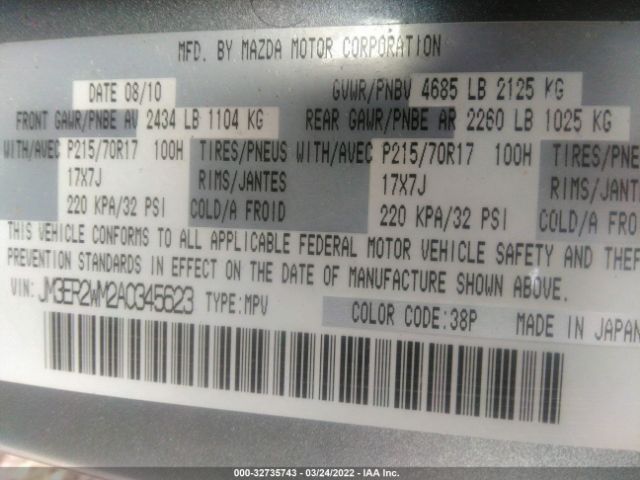 MFD. BY MAZDA MOTOR CORPORATION
DATE 08/10 GVWR/PNBV 4685 LB 2125 KG
FRONT GAWR/PNBE AV 2434 LB 1104 KG REAR GAWR/PNBE AR 2260 LB 1025 KG
WITH/AVEC P215/70R17 100H TIRES/PNEUS WITH/AVEC P215/70R17 100H TIRES/PNE
17X7J RIMS/JANTES 17X7J RIMS/JANTES
220 KPA/32 PSI COLD/A FROID 220 KPA/32 PSI COLD/A FROI
THIS VEHICLE CONFORMS TO ALL APPLICABLE FEDERAL MOTOR VEHICLE SAFETY AND THEF
PREVENTION STANDARDS IN EFFECT ON THE DATE OF MANUFACTURE SHOWN ABOVE.
VIN: JM3ER2WM2A0345623 TYPE:MPV COLOR CODE:38P MADE IN JAPAN
000-32735743 - 03/24/2022 - IAA Inc.